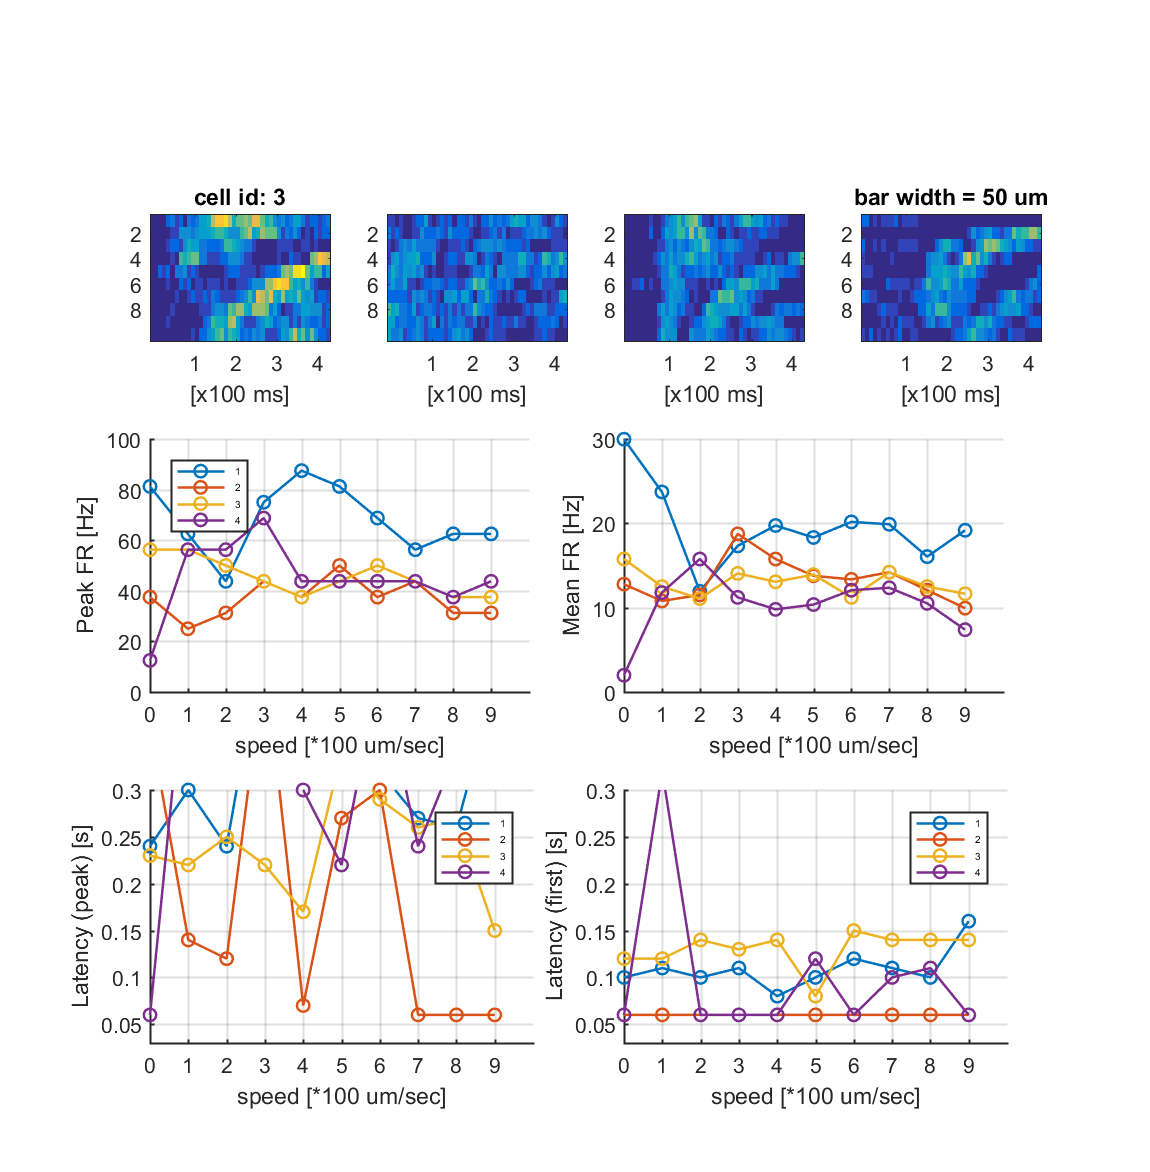 cell id: 3
bar width = 50 um
2 4 6 8
1 2 3 4
[x100 ms]
2 4 6 8
1 2 3 4
[x100 ms]
2 4 6 8
1 2 3 4
[x100 ms]
2 4 6 8
1 2 3 4
[x100 ms]
Peak FR [Hz]
100
80
60
40
20
0
1
2
3
4
0 1 2 3 4 5 6 7 8 9
speed [*100 um/sec]
Mean FR [Hz]
30
20
10
0
0 1 2 3 4 5 6 7 8 9
speed [*100 um/sec]
Latency (peak) [s]
0.3
0.25
0.2
0.15
0.1
0.05
1
2
3
4
0 1 2 3 4 5 6 7 8 9
speed [*100 um/sec]
Latency (first) [s]
0.3
0.25
0.2
0.15
0.1
0.05
1
2
3
4
0 1 2 3 4 5 6 7 8 9
speed [*100 um/sec]